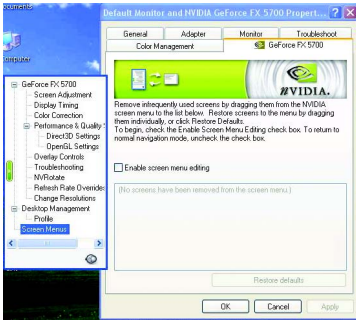 ocuments
Default Monitor and NVIDIA GeForce FX 5700 Propert... ? X
General Adapter Monitor Troubleshoot
Color Management GeForce FX 5700
omputer
GeForce FX 5700
Screen Adjustment
Display Timing
Color Correction
Performance & Quality S
Direct3D Settings
OpenGL Settings
Overlay Controls
Troubleshooting
NVRotate
Refresh Rate Overrides
Change Resolutions
Desktop Management
Profile
Screen Menus
NVIDIA.
Remove infrequently used screens by dragging them from the NVIDIA
screen menu to the list below. Restore screens to the menu by dragging
them individually, or click Restore Defaults.
To begin, check the Enable Screen Menu Editing check box. To return to
normal navigation mode, uncheck the check box.
Enable screen menu editing
(No screens have been removed from the screen menu.)
Restore defaults
OK Cancel Apply